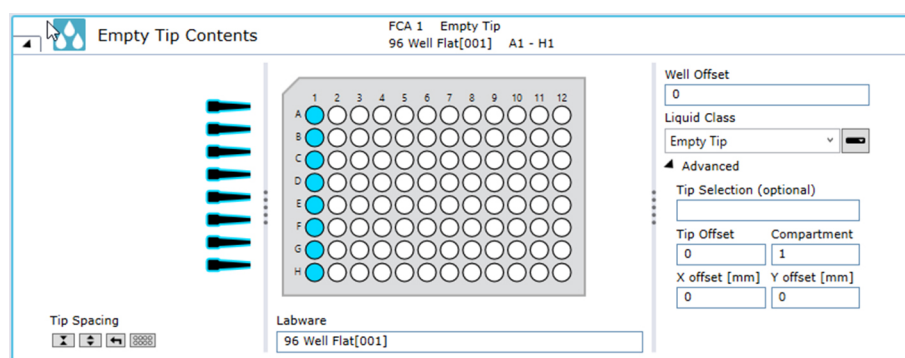 Empty Tip Contents
FCA 1 Empty Tip
96 Well Flat[001] A1 - H1
1 2 3 4 5 6 7 8 9 10 11 12
A
B
C
D
E
F
G
H
Tip Spacing
Labware
96 Well Flat[001]
Well Offset
0
Liquid Class
Empty Tip
Advanced
Tip Selection (optional)
Tip Offset Compartment
0 1
X offset [mm] Y offset [mm]
0 0